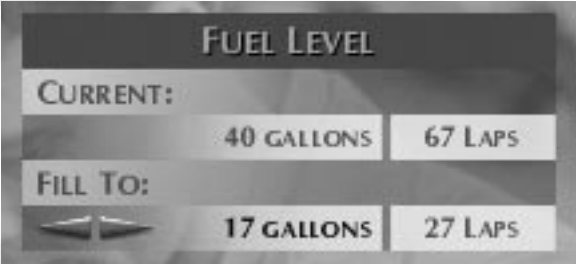 FUEL LEVEL
CURRENT:
40 GALLONS 67 LAPS
FILL TO:
17 GALLONS 27 LAPS